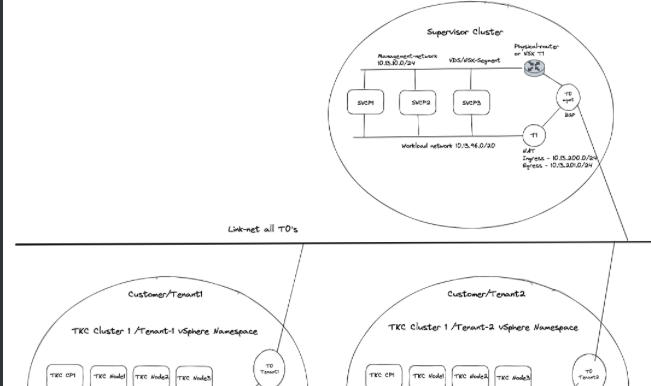 Supervisor Cluster
Physical-router
or NSX T1
Management-network
10.13.10.0/24
VDS/NSX-Segment
T0
mgmt
SVCP1
SVCP2
SVCP3
BGP
T1
Workload network 10.13.96.0/20
NAT
Ingress - 10.13.200.0/24
Egress - 10.13.201.0/24
Link-net all T0's
Customer/Tenant1
Customer/Tenant2
TKC Cluster 1 /Tenant-1 vSphere Namespace
TKC Cluster 1 /Tenant-2 vSphere Namespace
TKC CP1
TKC Node1
TKC Node2
TKC Node3
T0
Tenant1
TKC CP1
TKC Node1
TKC Node2
TKC Node3
T0
Tenant2